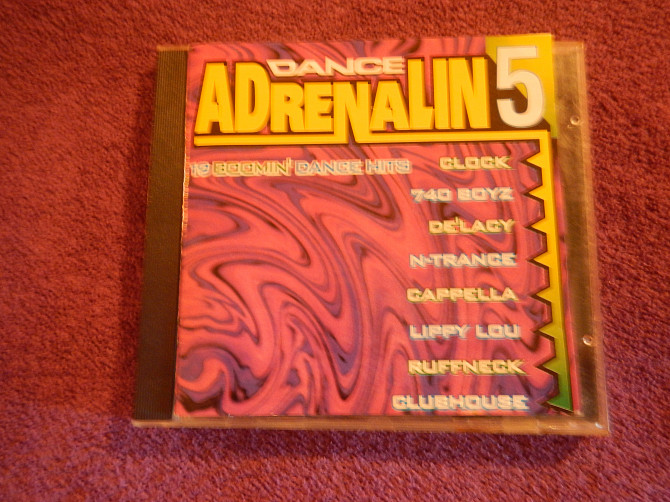 DANCE
ADRENALIN 5
19 BOOMIN' DANCE HITS
CLOCK
740 BOYZ
DE'LACY
N-TRANCE
CAPPELLA
LIPPY LOU
RUFFNECK
CLUBHOUSE